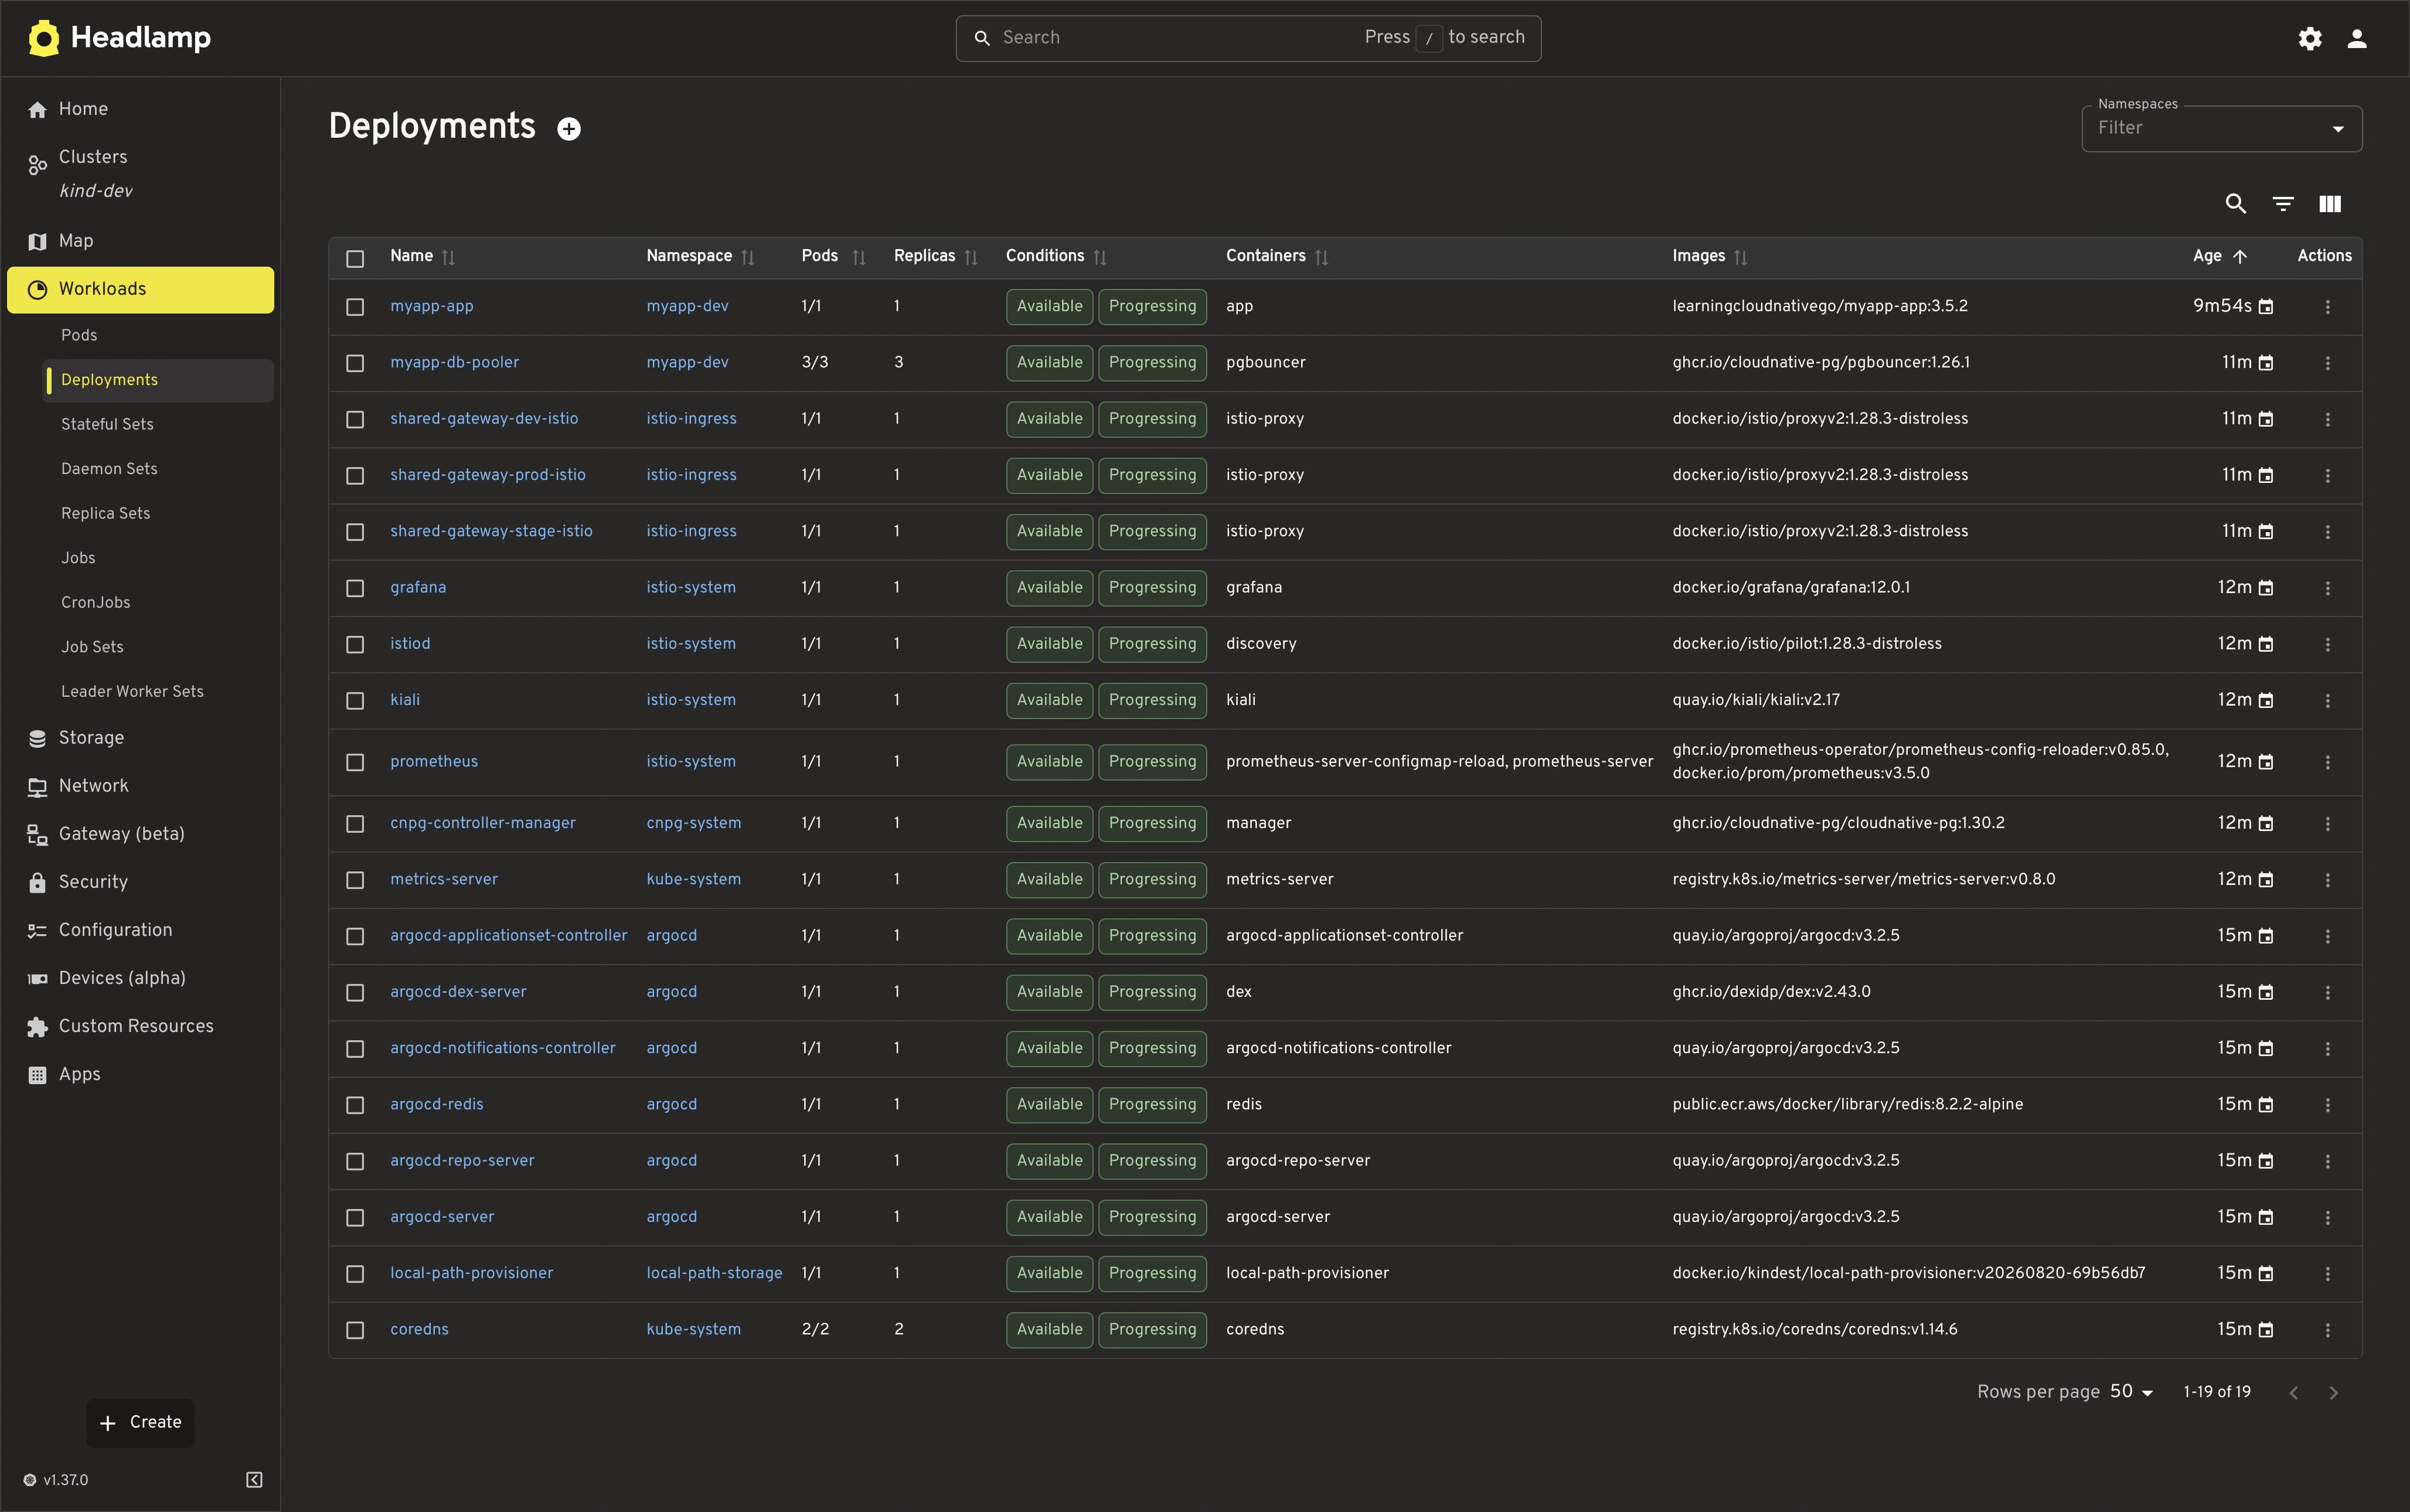 Headlamp
Search Press / to search
Home
Clusters
kind-dev
Map
Workloads
Pods
Deployments
Stateful Sets
Daemon Sets
Replica Sets
Jobs
CronJobs
Job Sets
Leader Worker Sets
Storage
Network
Gateway (beta)
Security
Configuration
Devices (alpha)
Custom Resources
Apps
Create
v1.37.0
Deployments
Namespaces
Filter
Name Namespace Pods Replicas Conditions Containers Images Age Actions
myapp-app myapp-dev 1/1 1 Available Progressing app learningcloudnativego/myapp-app:3.5.2 9m54s
myapp-db-pooler myapp-dev 3/3 3 Available Progressing pgbouncer ghcr.io/cloudnative-pg/pgbouncer:1.26.1 11m
shared-gateway-dev-istio istio-ingress 1/1 1 Available Progressing istio-proxy docker.io/istio/proxyv2:1.28.3-distroless 11m
shared-gateway-prod-istio istio-ingress 1/1 1 Available Progressing istio-proxy docker.io/istio/proxyv2:1.28.3-distroless 11m
shared-gateway-stage-istio istio-ingress 1/1 1 Available Progressing istio-proxy docker.io/istio/proxyv2:1.28.3-distroless 11m
grafana istio-system 1/1 1 Available Progressing grafana docker.io/grafana/grafana:12.0.1 12m
istiod istio-system 1/1 1 Available Progressing discovery docker.io/istio/pilot:1.28.3-distroless 12m
kiali istio-system 1/1 1 Available Progressing kiali quay.io/kiali/kiali:v2.17 12m
prometheus istio-system 1/1 1 Available Progressing prometheus-server-configmap-reload, prometheus-server ghcr.io/prometheus-operator/prometheus-config-reloader:v0.85.0, 12m
docker.io/prom/prometheus:v3.5.0
cnpg-controller-manager cnpg-system 1/1 1 Available Progressing manager ghcr.io/cloudnative-pg/cloudnative-pg:1.30.2 12m
metrics-server kube-system 1/1 1 Available Progressing metrics-server registry.k8s.io/metrics-server/metrics-server:v0.8.0 12m
argocd-applicationset-controller argocd 1/1 1 Available Progressing argocd-applicationset-controller quay.io/argoproj/argocd:v3.2.5 15m
argocd-dex-server argocd 1/1 1 Available Progressing dex ghcr.io/dexidp/dex:v2.43.0 15m
argocd-notifications-controller argocd 1/1 1 Available Progressing argocd-notifications-controller quay.io/argoproj/argocd:v3.2.5 15m
argocd-redis argocd 1/1 1 Available Progressing redis public.ecr.aws/docker/library/redis:8.2.2-alpine 15m
argocd-repo-server argocd 1/1 1 Available Progressing argocd-repo-server quay.io/argoproj/argocd:v3.2.5 15m
argocd-server argocd 1/1 1 Available Progressing argocd-server quay.io/argoproj/argocd:v3.2.5 15m
local-path-provisioner local-path-storage 1/1 1 Available Progressing local-path-provisioner docker.io/kindest/local-path-provisioner:v20260820-69b56db7 15m
coredns kube-system 2/2 2 Available Progressing coredns registry.k8s.io/coredns/coredns:v1.14.6 15m
Rows per page 50 1-19 of 19